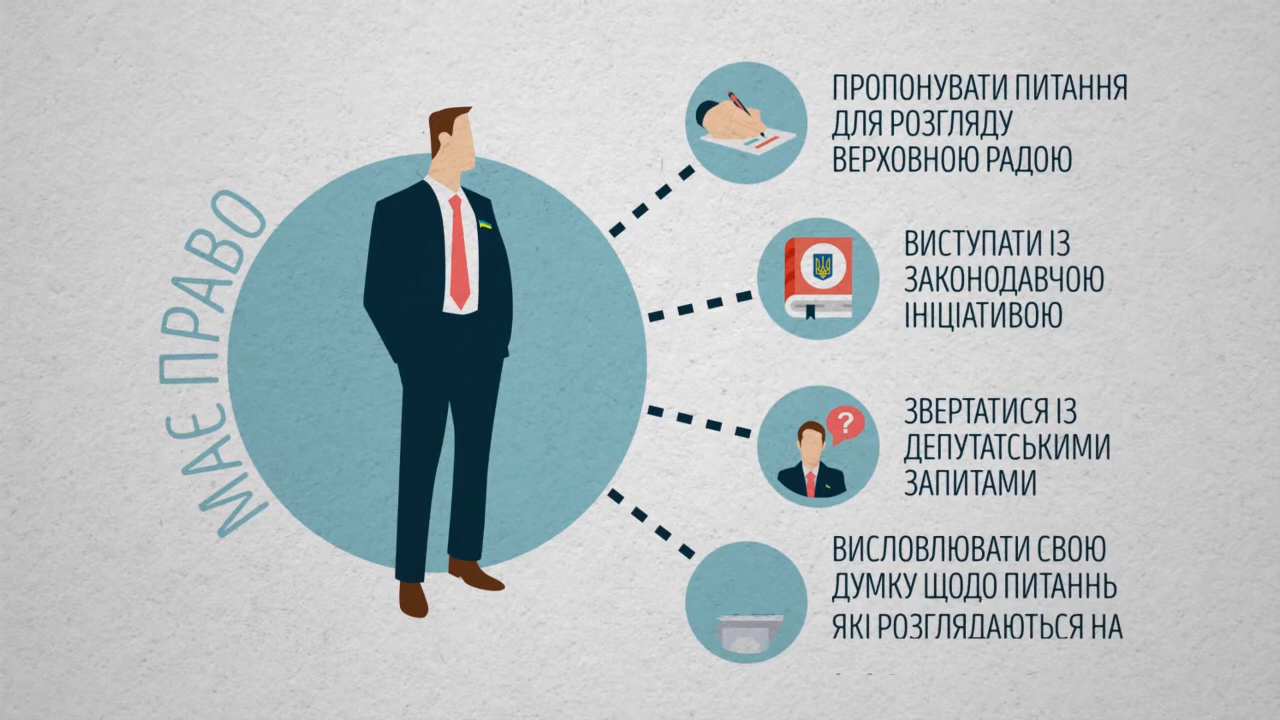 МАЄ ПРАВО
ПРОПОНУВАТИ ПИТАННЯ
ДЛЯ РОЗГЛЯДУ
ВЕРХОВНОЮ РАДОЮ
ВИСТУПАТИ ІЗ
ЗАКОНОДАВЧОЮ
ІНІЦІАТИВОЮ
?
ЗВЕРТАТИСЯ ІЗ
ДЕПУТАТСЬКИМИ
ЗАПИТАМИ
ВИСЛОВЛЮВАТИ СВОЮ
ДУМКУ ЩОДО ПИТАННЬ
ЯКІ РОЗГЛЯДАЮТЬСЯ НА